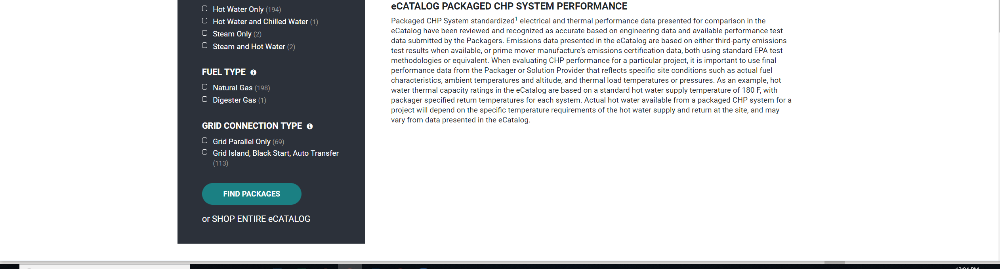 Hot Water Only (194)
Hot Water and Chilled Water (1)
Steam Only (2)
Steam and Hot Water (2)
FUEL TYPE
Natural Gas (198)
Digester Gas (1)
GRID CONNECTION TYPE
Grid Parallel Only (69)
Grid Island, Black Start, Auto Transfer
(113)
FIND PACKAGES
or SHOP ENTIRE eCATALOG
eCATALOG PACKAGED CHP SYSTEM PERFORMANCE
Packaged CHP System standardized1 electrical and thermal performance data presented for comparison in the
eCatalog have been reviewed and recognized as accurate based on engineering data and available performance test
data submitted by the Packagers. Emissions data presented in the eCatalog are based on either third-party emissions
test results when available, or prime mover manufacture's emissions certification data, both using standard EPA test
methodologies or equivalent. When evaluating CHP performance for a particular project, it is important to use final
performance data from the Packager or Solution Provider that reflects specific site conditions such as actual fuel
characteristics, ambient temperatures and altitude, and thermal load temperatures or pressures. As an example, hot
water thermal capacity ratings in the eCatalog are based on a standard hot water supply temperature of 180 F, with
packager specified return temperatures for each system. Actual hot water available from a packaged CHP system for a
project will depend on the specific temperature requirements of the hot water supply and return at the site, and may
vary from data presented in the eCatalog.